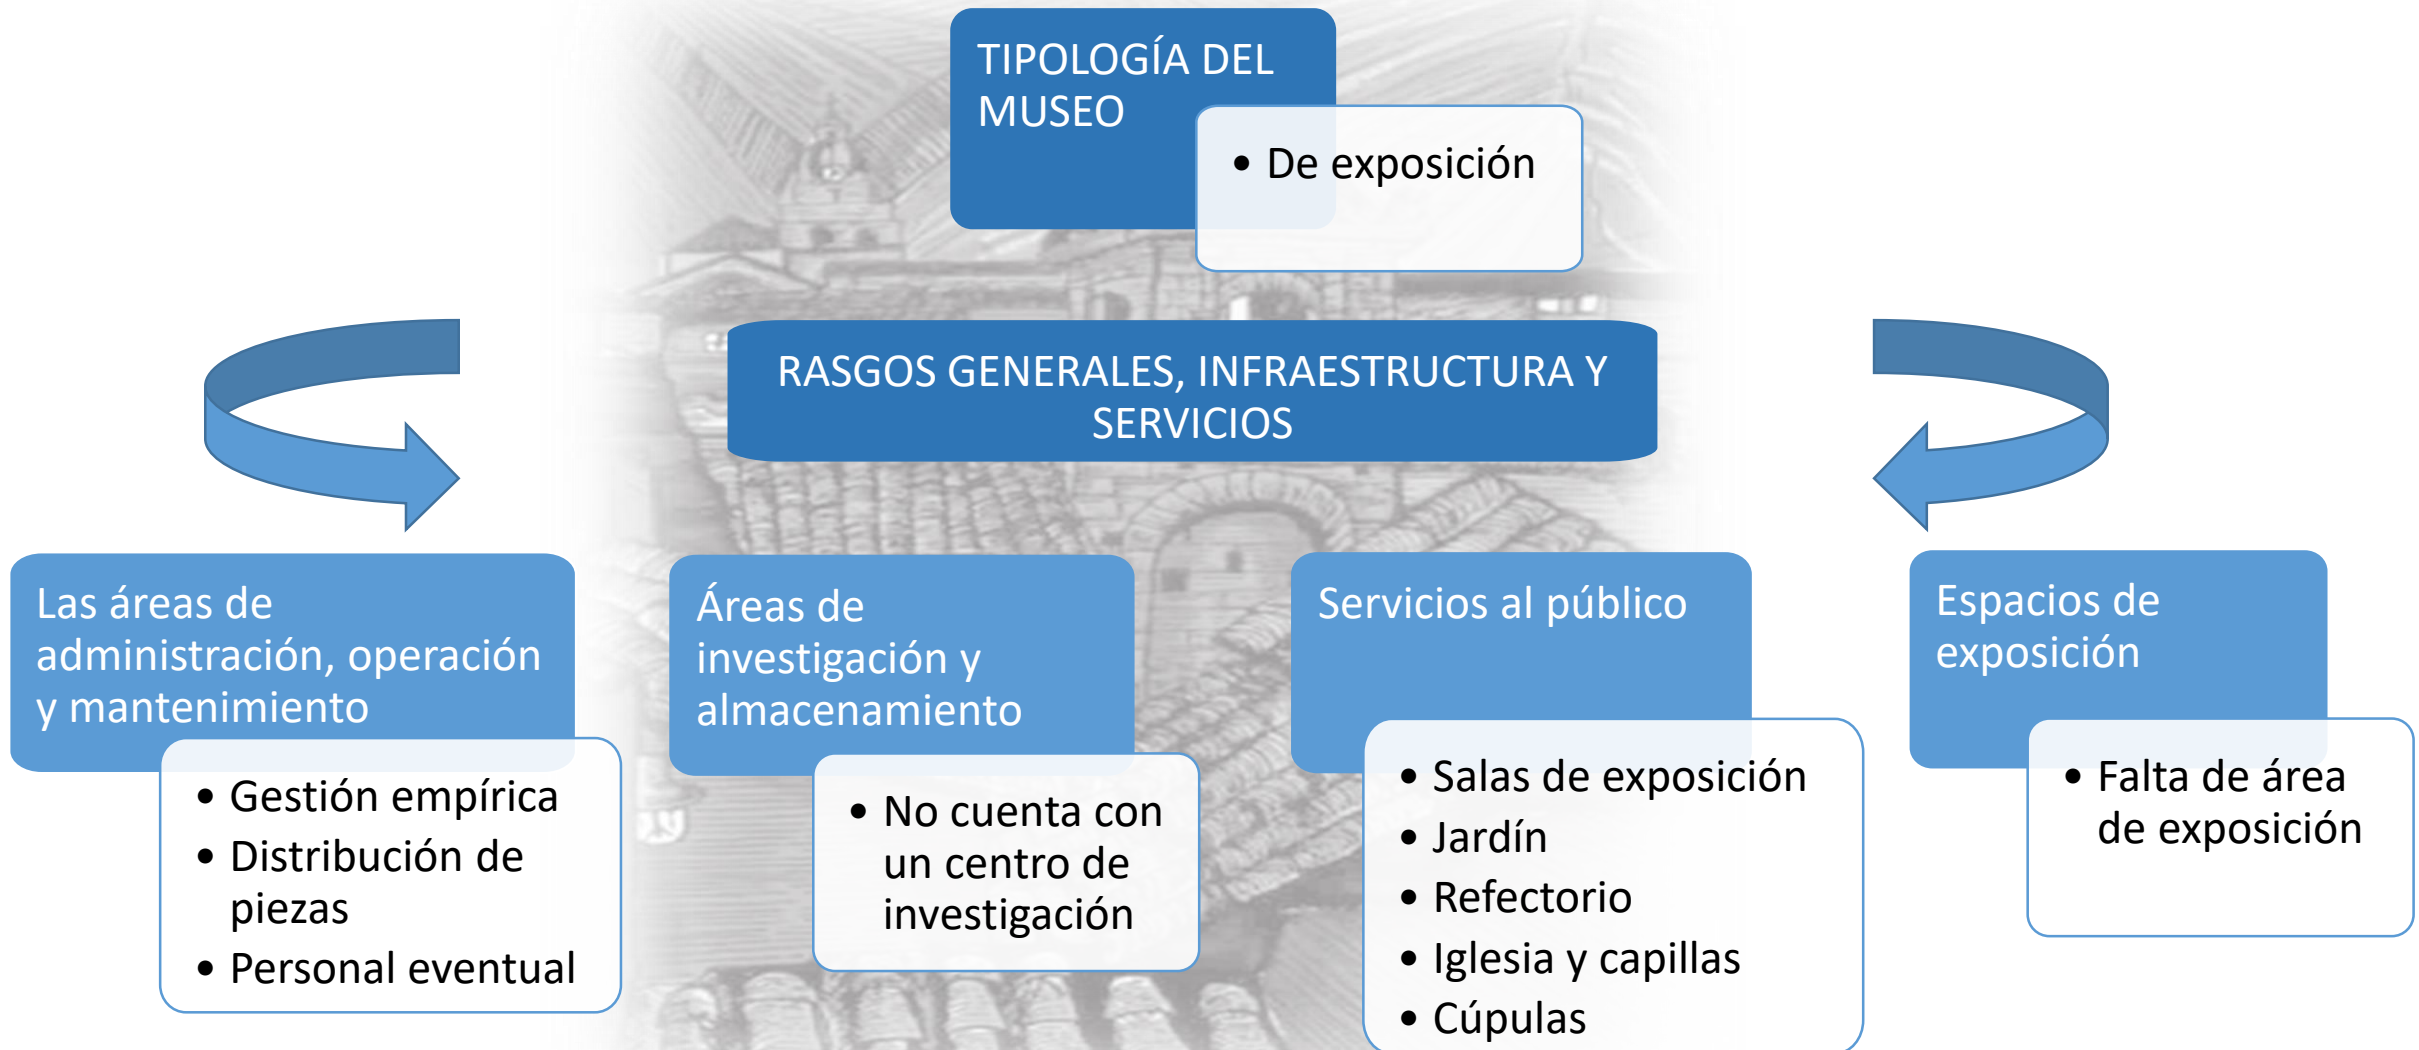 TIPOLOGÍA DEL
MUSEO
• De exposición
RASGOS GENERALES, INFRAESTRUCTURA Y
SERVICIOS
Las áreas de
administración, operación
y mantenimiento
• Gestión empírica
• Distribución de
piezas
• Personal eventual
Áreas de
investigación y
almacenamiento
• No cuenta con
un centro de
investigación
Servicios al público
• Salas de exposición
• Jardín
• Refectorio
• Iglesia y capillas
• Cúpulas
Espacios de
exposición
• Falta de área
de exposición